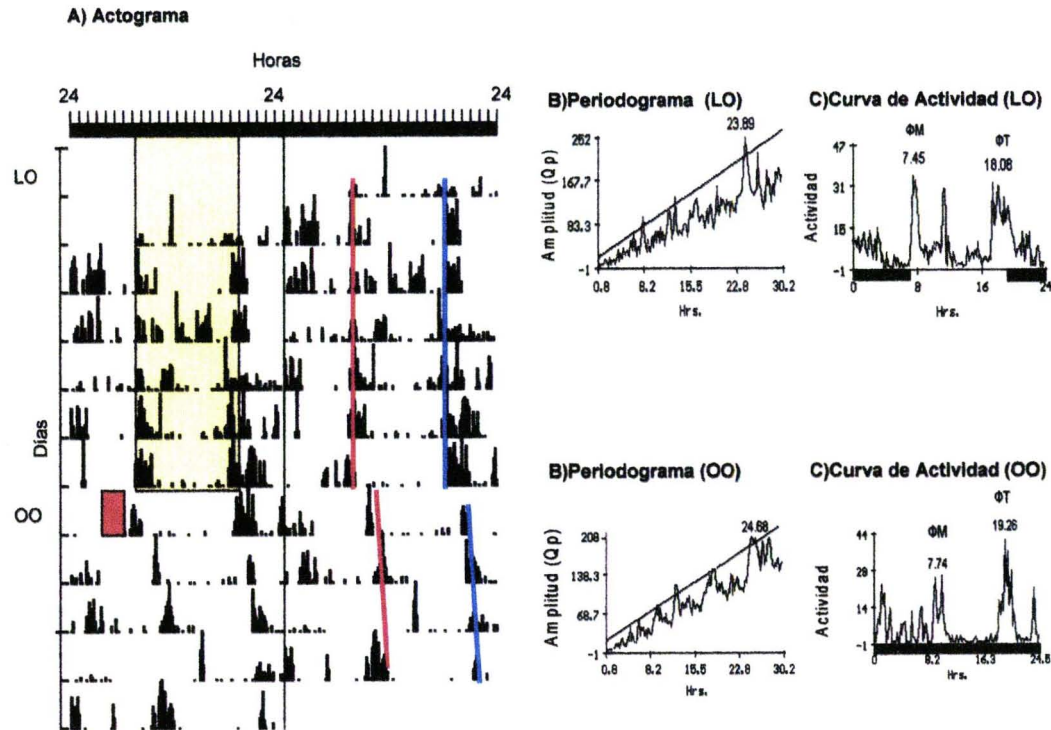 A) Actograma
Horas
24
24
24
LO
Días
OO
B)Periodograma (LO)
23.89
Amplitud (Qp)
252
167.7
83.3
-1
0.8
8.2
15.5
22.8
30.2
Hrs.
C)Curva de Actividad (LO)
ΦM
7.45
ΦT
18.08
Actividad
47
31
15
-1
0
8
16
24
Hrs.
B)Periodograma (OO)
24.68
Amplitud (Qp)
208
138.3
68.7
-1
0.8
8.2
15.5
22.8
30.2
Hrs.
C)Curva de Actividad (OO)
ΦT
19.26
ΦM
7.74
Actividad
44
29
14
-1
0
8.2
16.3
24.5
Hrs.